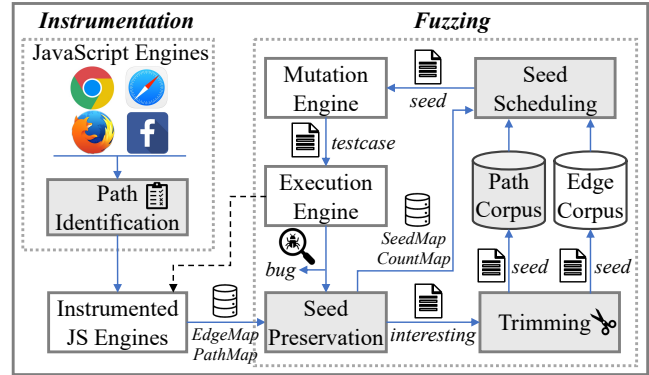 Instrumentation
Fuzzing
JavaScript Engines
Path
Identification
Instrumented
JS Engines
EdgeMap
PathMap
Mutation
Engine
seed
Seed
Scheduling
testcase
Execution
Engine
SeedMap
CountMap
Path
Corpus
Edge
Corpus
bug
seed
seed
Seed
Preservation
interesting
Trimming